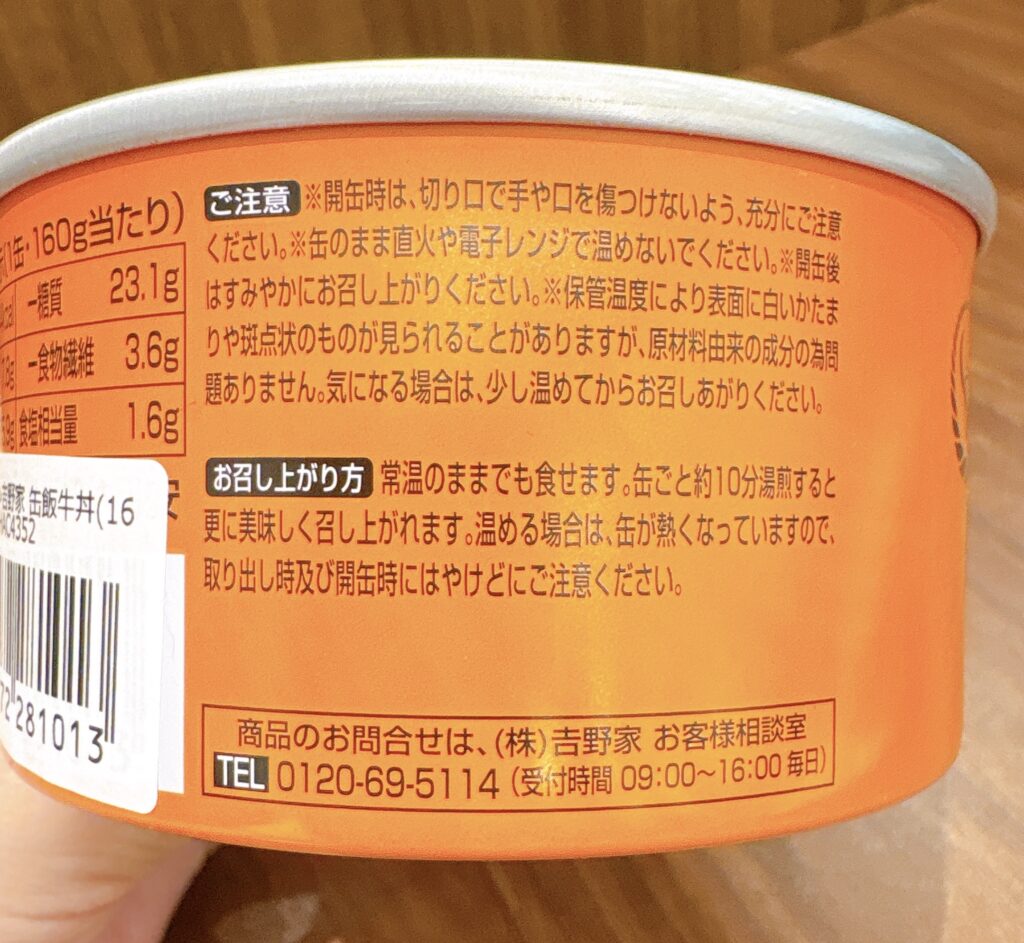 (1缶・160g当たり)
糖質 23.1g
食物繊維 3.6g
食塩相当量 1.6g
吉野家 缶飯牛丼(16
4352
281013
ご注意 ※開缶時は、切り口で手や口を傷つけないよう、充分にご注意
ください。※缶のまま直火や電子レンジで温めないでください。※開缶後
はすみやかにお召し上がりください。※保管温度により表面に白いかたま
りや斑点状のものが見られることがありますが、原材料由来の成分の為問
題ありません。気になる場合は、少し温めてからお召しあがりください。
お召し上がり方 常温のままでも食せます。缶ごと約10分湯煎すると
更に美味しく召し上がれます。温める場合は、缶が熱くなっていますので、
取り出し時及び開缶時にはやけどにご注意ください。
商品のお問合せは、(株)𠮷野家 お客様相談室
TEL 0120-69-5114 (受付時間 09:00～16:00 毎日)